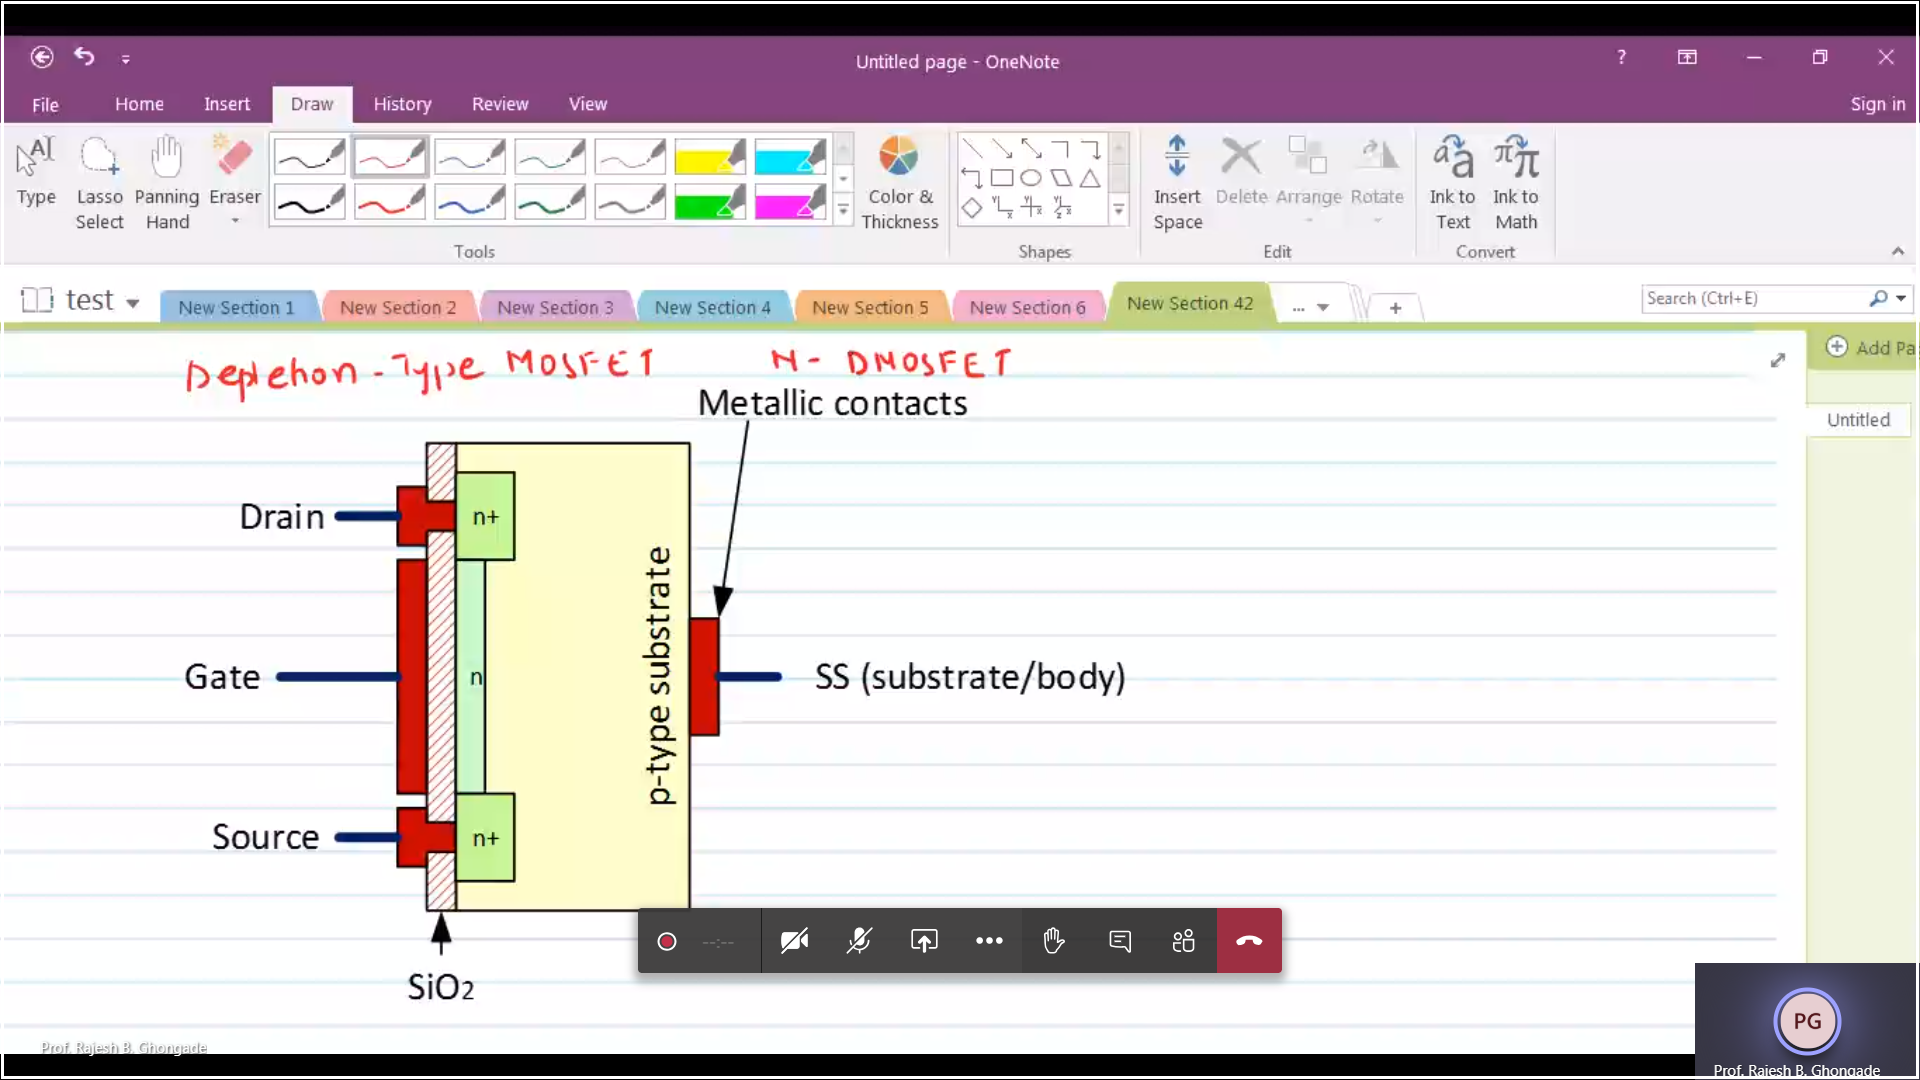 Untitled page - OneNote
?
File Home Insert Draw History Review View
Sign in
Type
Lasso Select
Panning Hand
Eraser
Color & Thickness
Insert Space
Delete
Arrange
Rotate
Ink to Text
Ink to Math
Tools
Shapes
Edit
Convert
test
New Section 1
New Section 2
New Section 3
New Section 4
New Section 5
New Section 6
New Section 42
...
+
Search (Ctrl+E)
Add Pa
Untitled
Depletion - Type MOSFET N - DMOSFET
Metallic contacts
Drain
n+
Gate
n
p-type substrate
SS (substrate/body)
Source
n+
SiO2
--:--
Prof. Rajesh B. Ghongade
PG
Prof. Rajesh B. Ghongade